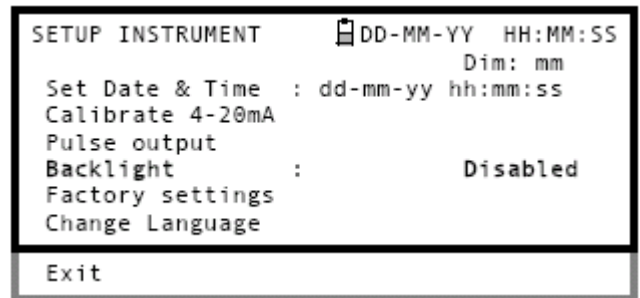 SETUP INSTRUMENT DD-MM-YY HH:MM:SS
Dim: mm
Set Date & Time : dd-mm-yy hh:mm:ss
Calibrate 4-20mA
Pulse output
Backlight : Disabled
Factory settings
Change Language
Exit